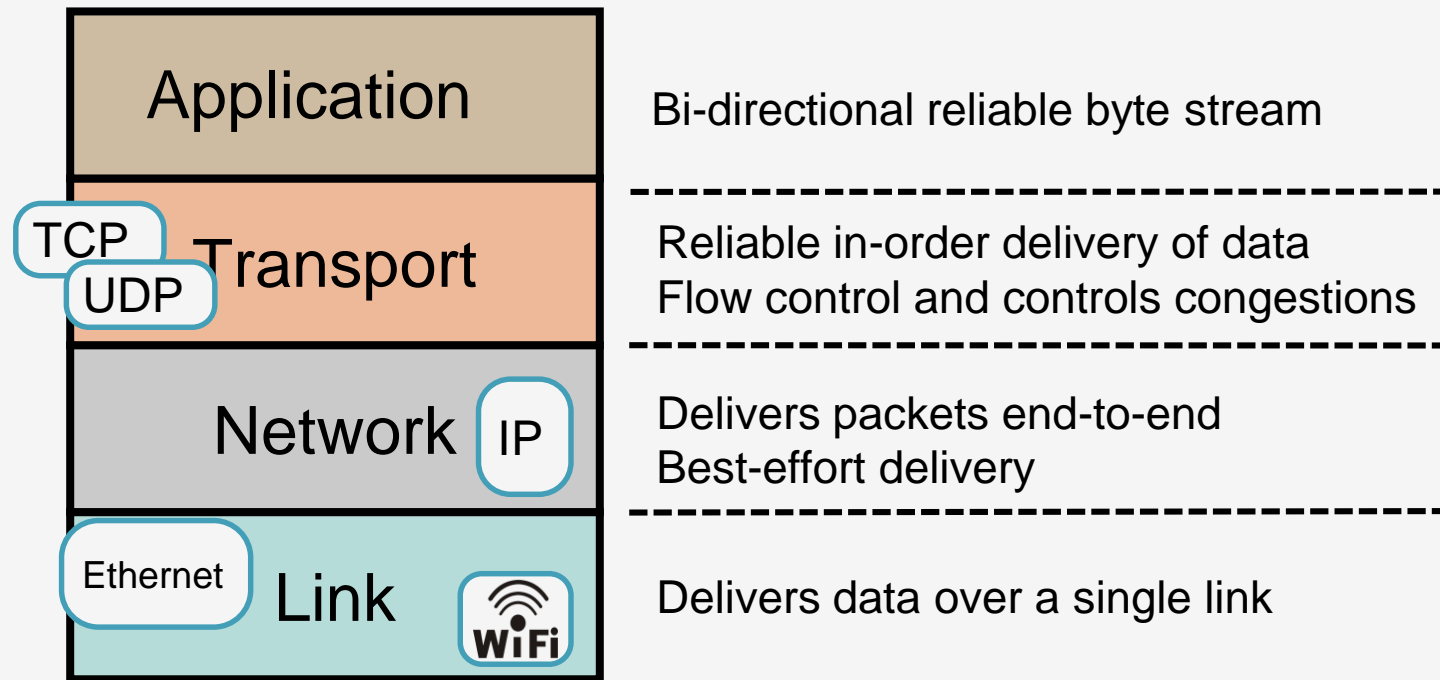 Application
Bi-directional reliable byte stream
TCP
UDP
Transport
Reliable in-order delivery of data
Flow control and controls congestions
Network
IP
Delivers packets end-to-end
Best-effort delivery
Ethernet
Link
WiFi
Delivers data over a single link